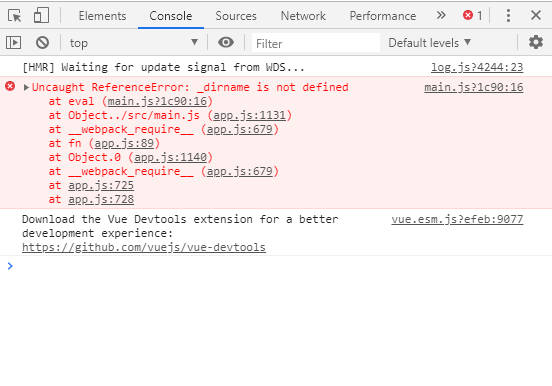 Elements Console Sources Network Performance » 1
top Filter Default levels
[HMR] Waiting for update signal from WDS... log.js?4244:23
Uncaught ReferenceError: _dirname is not defined main.js?1c90:16
at eval (main.js?1c90:16)
at Object../src/main.js (app.js:1131)
at __webpack_require__ (app.js:679)
at fn (app.js:89)
at Object.0 (app.js:1140)
at __webpack_require__ (app.js:679)
at app.js:725
at app.js:728
Download the Vue Devtools extension for a better vue.esm.js?efeb:9077
development experience:
https://github.com/vuejs/vue-devtools